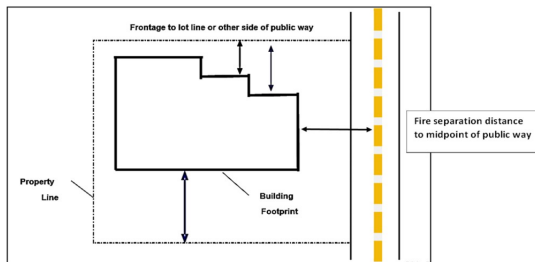 Frontage to lot line or other side of public way
Fire separation distance
to midpoint of public way
Property
Line
Building
Footprint